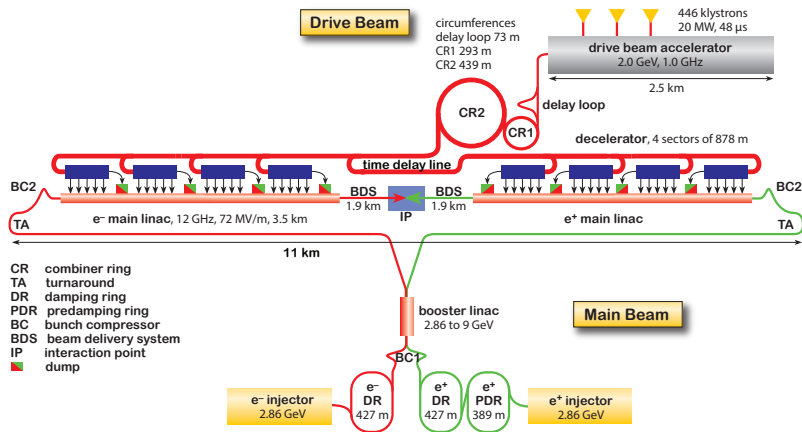 Drive Beam
circumferences
delay loop 73 m
CR1 293 m
CR2 439 m
446 klystrons
20 MW, 48 µs
drive beam accelerator
2.0 GeV, 1.0 GHz
2.5 km
delay loop
CR2
CR1
decelerator, 4 sectors of 878 m
time delay line
BC2
BDS
1.9 km
IP
BDS
1.9 km
BC2
e– main linac, 12 GHz, 72 MV/m, 3.5 km
e+ main linac
TA
TA
11 km
CR combiner ring
TA turnaround
DR damping ring
PDR predamping ring
BC bunch compressor
BDS beam delivery system
IP interaction point
dump
booster linac
2.86 to 9 GeV
Main Beam
BC1
e– injector
2.86 GeV
e–
DR
427 m
e+
DR
427 m
e+
PDR
389 m
e+ injector
2.86 GeV